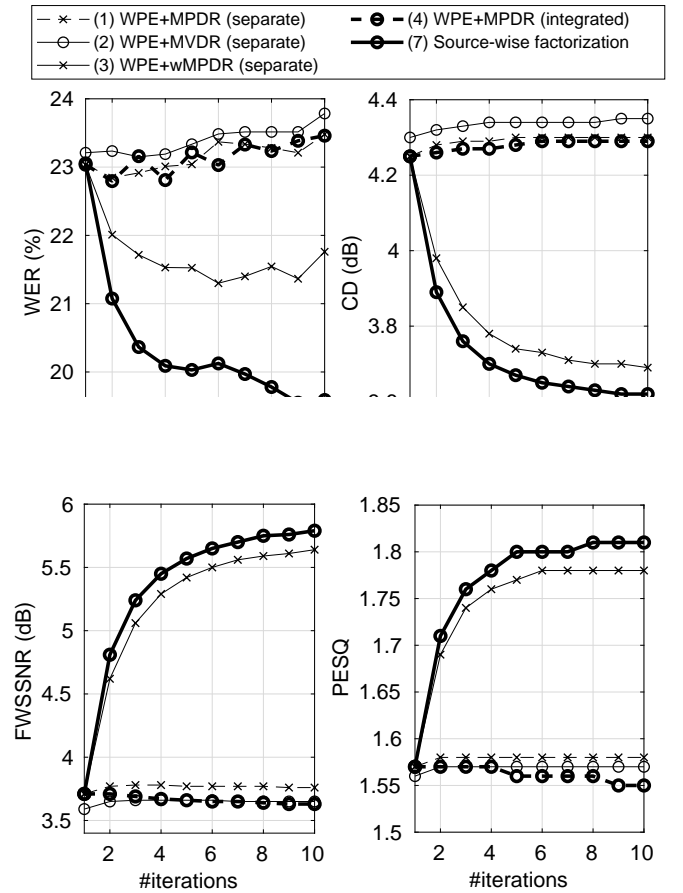 (1) WPE+MPDR (separate)
(2) WPE+MVDR (separate)
(3) WPE+wMPDR (separate)
(4) WPE+MPDR (integrated)
(7) Source-wise factorization
WER (%)
24
23
22
21
20
CD (dB)
4.4
4.2
4
3.8
FWSSNR (dB)
6
5.5
5
4.5
4
3.5
2 4 6 8 10
#iterations
PESQ
1.85
1.8
1.75
1.7
1.65
1.6
1.55
1.5
2 4 6 8 10
#iterations